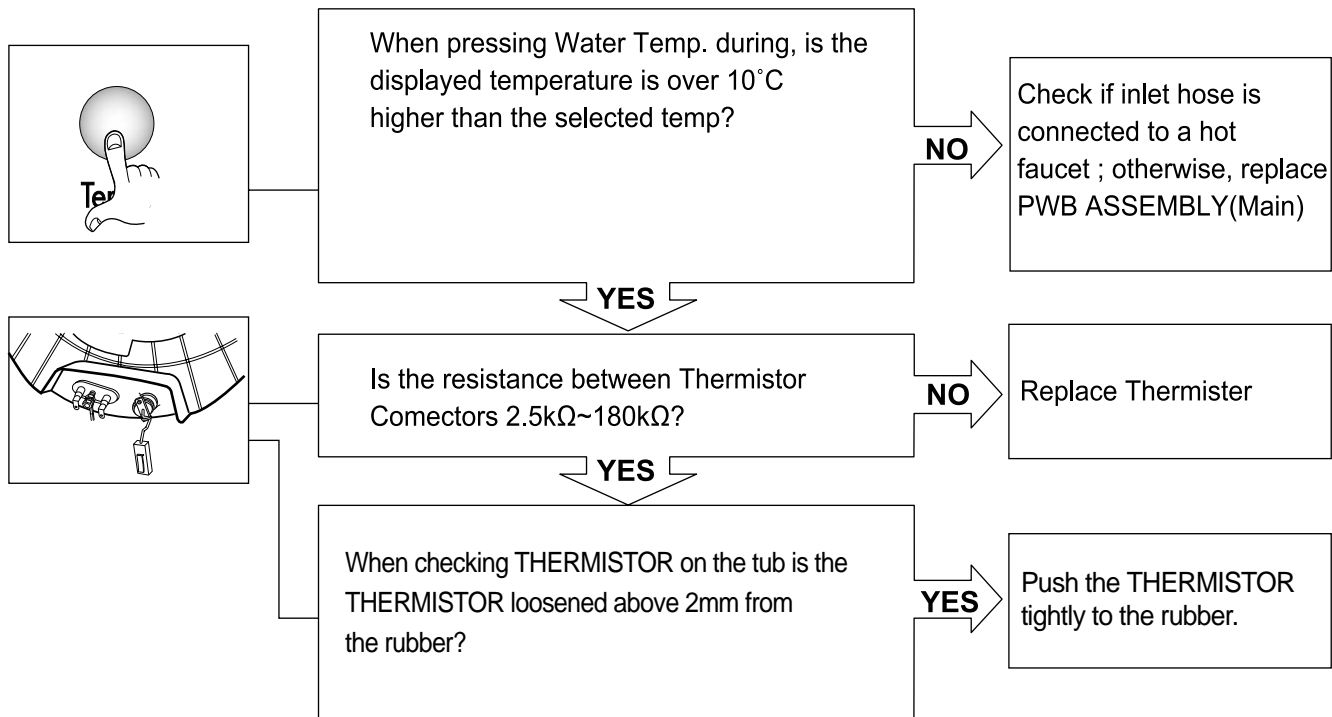 When pressing Water Temp. during, is the
displayed temperature is over 10˚C
higher than the selected temp?
NO
Check if inlet hose is
connected to a hot
faucet ; otherwise, replace
PWB ASSEMBLY(Main)
YES
Is the resistance between Thermistor
Comectors 2.5kΩ~180kΩ?
NO
Replace Thermister
YES
When checking THERMISTOR on the tub is the
THERMISTOR loosened above 2mm from
the rubber?
YES
Push the THERMISTOR
tightly to the rubber.